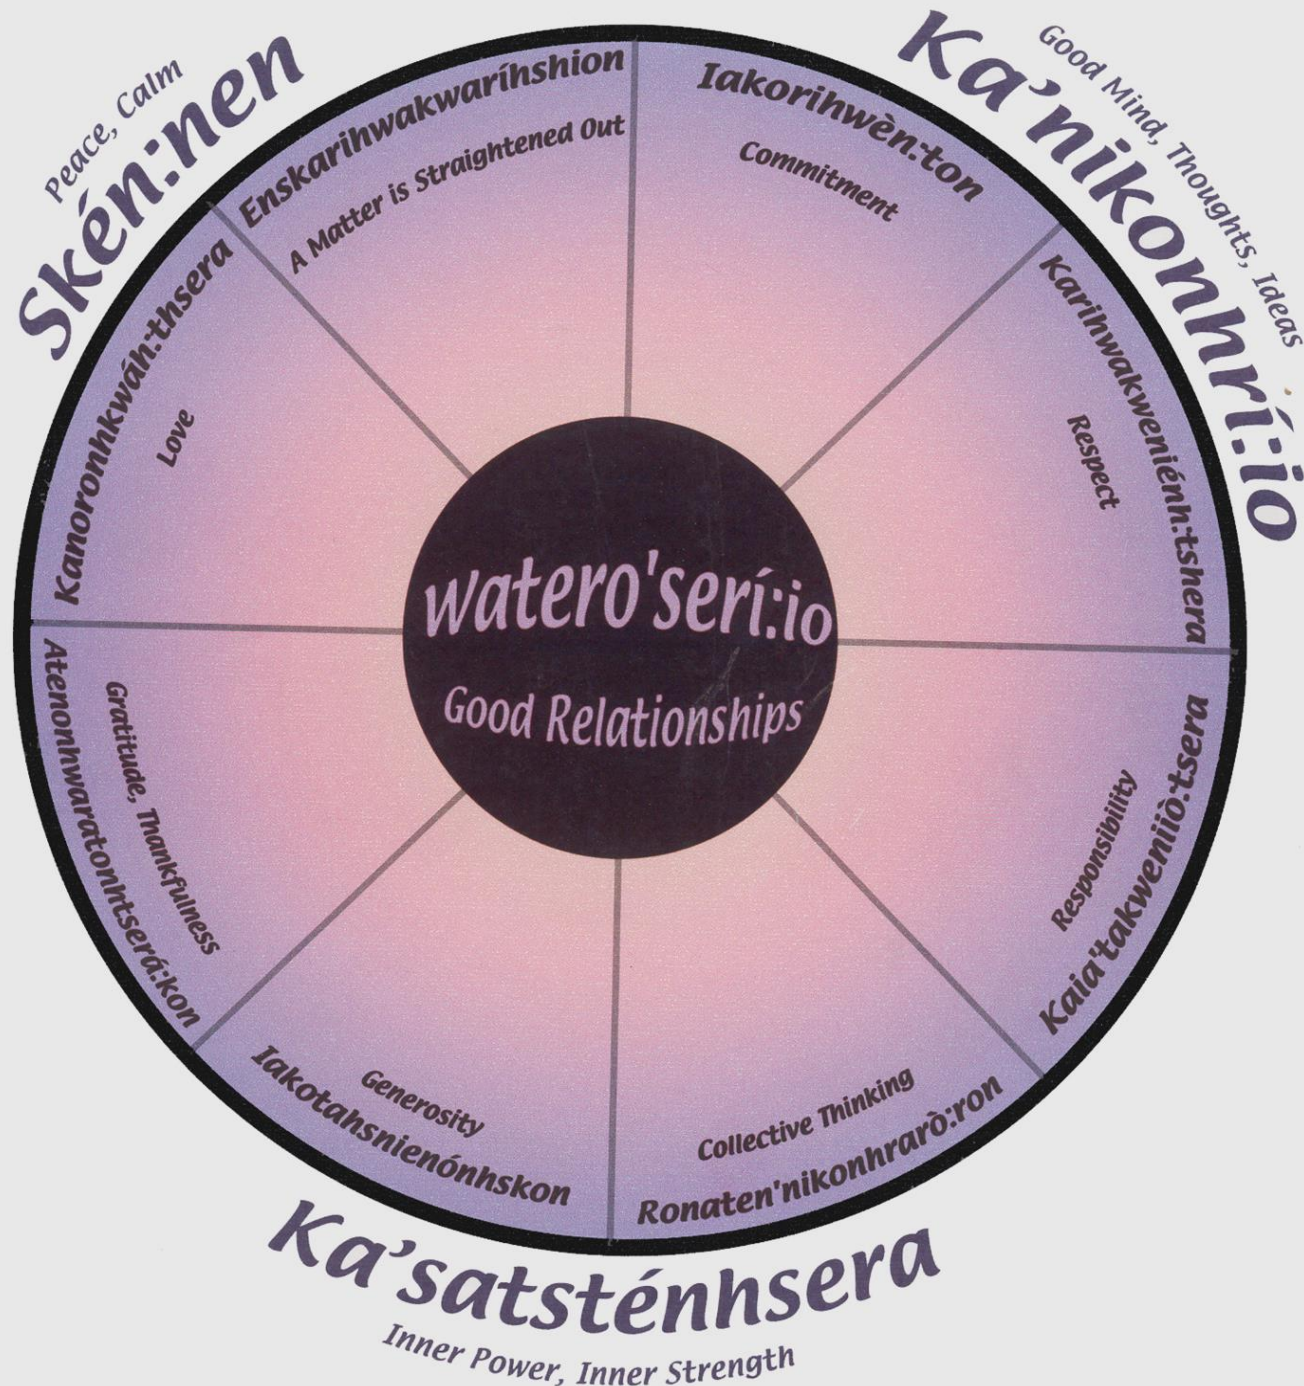 Peace, Calm
Skén:nen
Good Mind, Thoughts, Ideas
Ka’nikonhrí:io
Enskarihwakwaríhshion
A Matter is Straightened Out
Iakorihwèn:ton
Commitment
Karihwakweniénh:tshera
Respect
Kaia'takweniiò:tsera
Responsibility
Collective Thinking
Ronaten'nikonhrarò:ron
Generosity
Iakotahsnienónhskon
Gratitude, Thankfulness
Atenonhwaratonhtserá:kon
Kanoronhkwáh:thsera
Love
watero'serí:io
Good Relationships
Ka’satsténhsera
Inner Power, Inner Strength